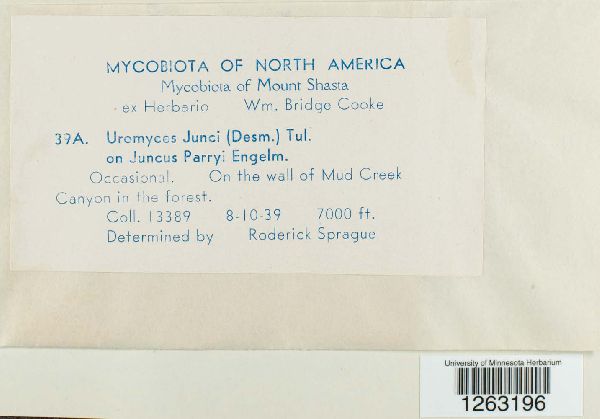 MYCOBIOTA OF NORTH AMERICA
Mycobiota of Mount Shasta
ex Herbario Wm. Bridge Cooke
39A. Uromyces Junci (Desm.) Tul.
on Juncus Parryi Engelm.
Occasional. On the wall of Mud Creek
Canyon in the forest.
Coll. 13389 8-10-39 7000 ft.
Determined by Roderick Sprague
University of Minnesota Herbarium
1263196